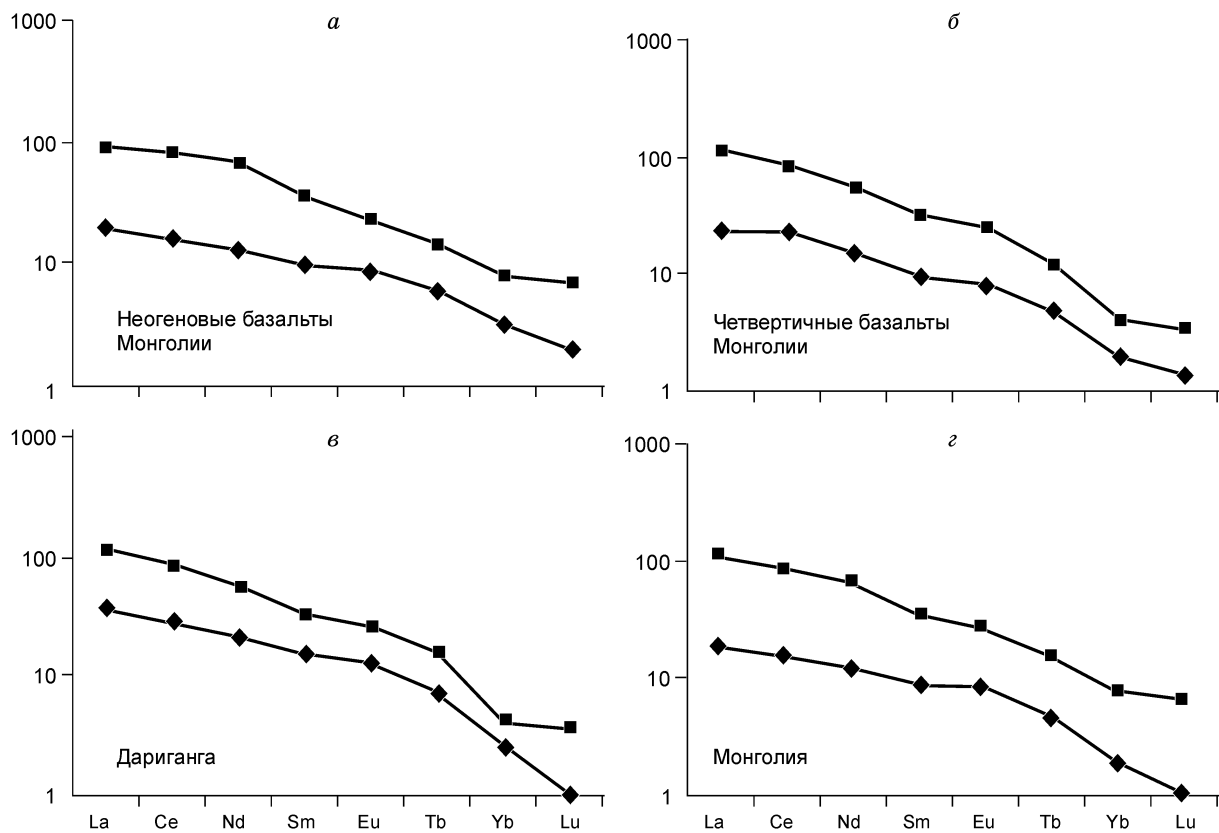 а
1000
100
10
1
Неогеновые базальты
Монголии
б
1000
100
10
1
Четвертичные базальты
Монголии
в
1000
100
10
1
Дариганга
La Ce Nd Sm Eu Tb Yb Lu
г
1000
100
10
1
Монголия
La Ce Nd Sm Eu Tb Yb Lu